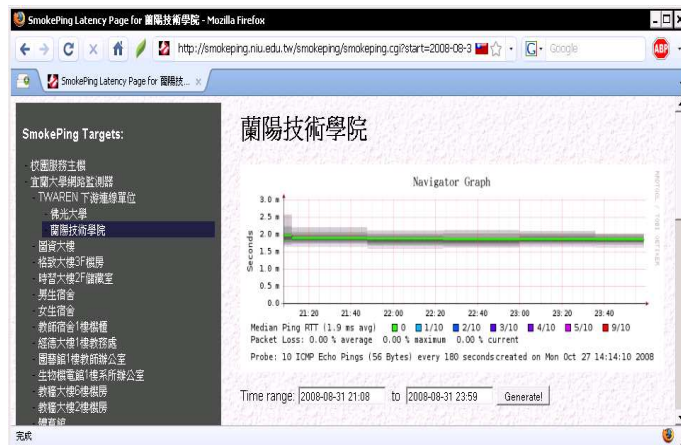 SmokePing Latency Page for 蘭陽技術學院 - Mozilla Firefox
http://smokeping.niu.edu.tw/smokeping/smokeping.cgi?start=2008-08-3
Google
ABP
SmokePing Latency Page for 蘭陽技...
SmokePing Targets:
- 校園服務主機
- 宜蘭大學網路監測器
- TWAREN 下游連線單位
- 佛光大學
- 蘭陽技術學院
- 圖資大樓
- 格致大樓3F機房
- 時習大樓2F儲藏室
- 男生宿舍
- 女生宿舍
- 教師宿舍1樓機櫃
- 經德大樓1樓教務處
- 園藝館1樓教師辦公室
- 生物機電館1樓系所辦公室
- 教穡大樓6樓機房
- 教穡大樓2樓機房
- 體育館
蘭陽技術學院
Navigator Graph
Seconds
3.0 m
2.5 m
2.0 m
1.5 m
1.0 m
0.5 m
0.0
21:20 21:40 22:00 22:20 22:40 23:00 23:20 23:40
Median Ping RTT (1.9 ms avg) 0 1/10 2/10 3/10 4/10 5/10 9/10
Packet Loss: 0.00 % average 0.00 % maximum 0.00 % current
Probe: 10 ICMP Echo Pings (56 Bytes) every 180 seconds created on Mon Oct 27 14:14:10 2008
RRDTOOL / TOBI OETIKER
Time range: 2008-08-31 21:08 to 2008-08-31 23:59 Generate!
完成